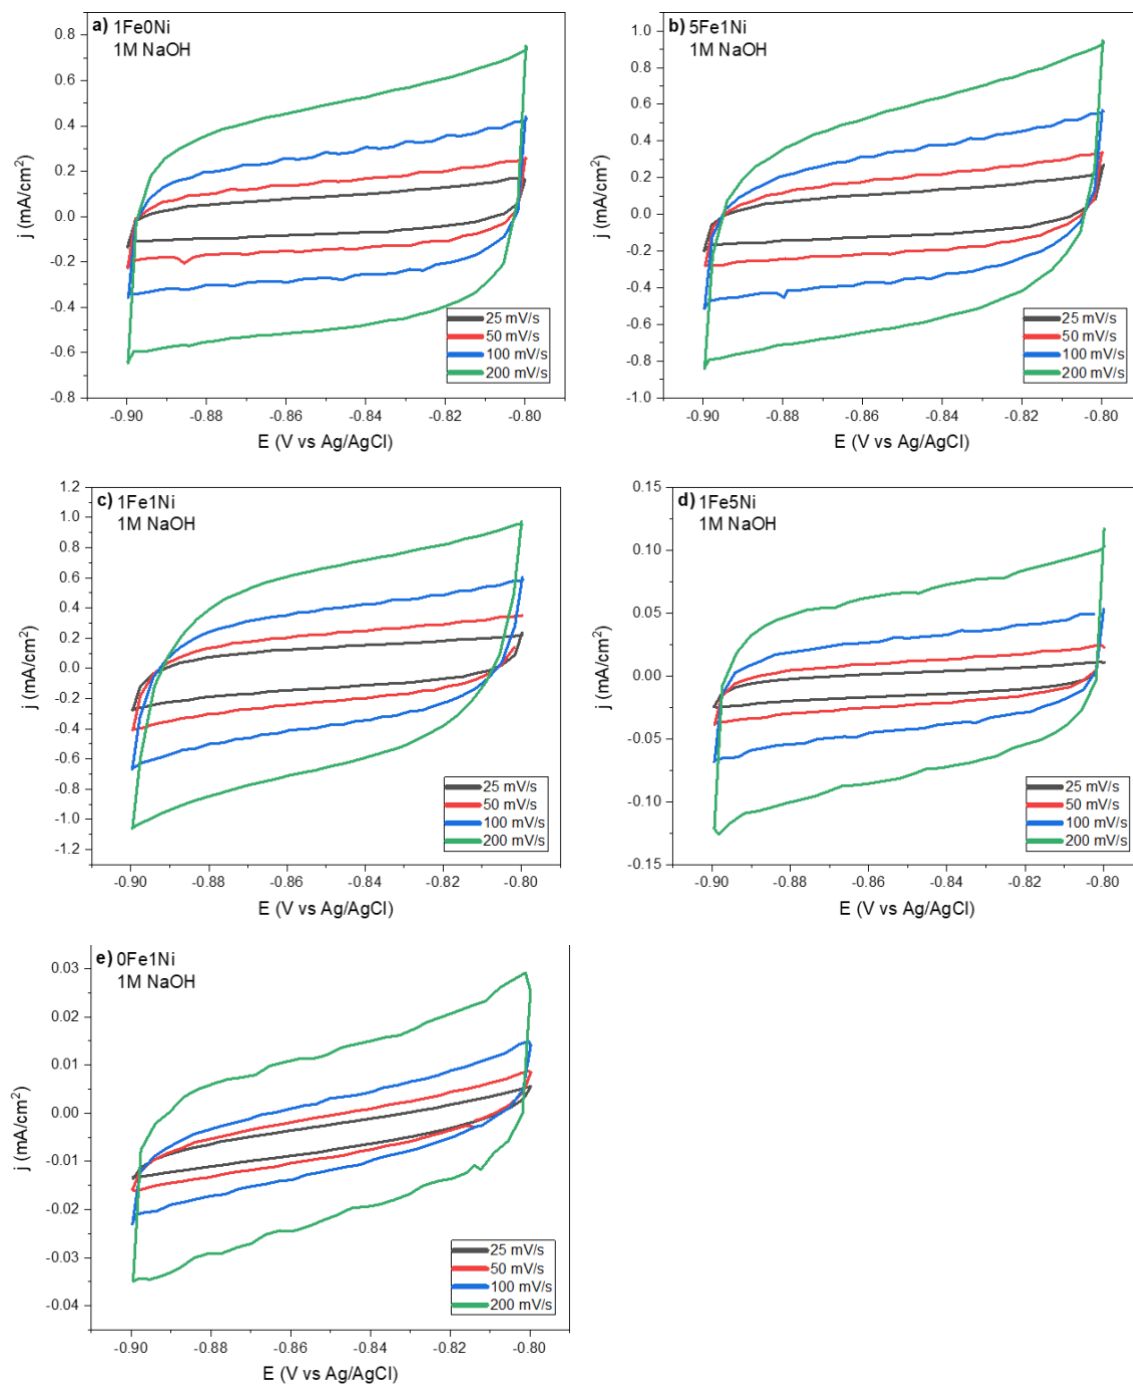 a) 1Fe0Ni
1M NaOH
0.8
0.6
0.4
0.2
0.0
-0.2
-0.4
-0.6
0.8
j (mA/cm²)
25 mV/s
50 mV/s
100 mV/s
200 mV/s
-0.90
-0.88
-0.86
-0.84
-0.82
-0.80
E (V vs Ag/AgCl)
b) 5Fe1Ni
1M NaOH
1.0
0.8
0.6
0.4
0.2
0.0
-0.2
-0.4
-0.6
-0.8
-1.0
j (mA/cm²)
25 mV/s
50 mV/s
100 mV/s
200 mV/s
-0.90
-0.88
-0.86
-0.84
-0.82
-0.80
E (V vs Ag/AgCl)
c) 1Fe1Ni
1M NaOH
1.2
1.0
0.8
0.6
0.4
0.2
0.0
-0.2
-0.4
-0.6
-0.8
-1.0
-1.2
j (mA/cm²)
25 mV/s
50 mV/s
100 mV/s
200 mV/s
-0.90
-0.88
-0.86
-0.84
-0.82
-0.80
E (V vs Ag/AgCl)
d) 1Fe5Ni
1M NaOH
0.15
0.10
0.05
0.00
-0.05
-0.10
-0.15
j (mA/cm²)
25 mV/s
50 mV/s
100 mV/s
200 mV/s
-0.90
-0.88
-0.86
-0.84
-0.82
-0.80
E (V vs Ag/AgCl)
e) 0Fe1Ni
1M NaOH
0.03
0.02
0.01
0.00
-0.01
-0.02
-0.03
-0.04
j (mA/cm²)
25 mV/s
50 mV/s
100 mV/s
200 mV/s
-0.90
-0.88
-0.86
-0.84
-0.82
-0.80
E (V vs Ag/AgCl)